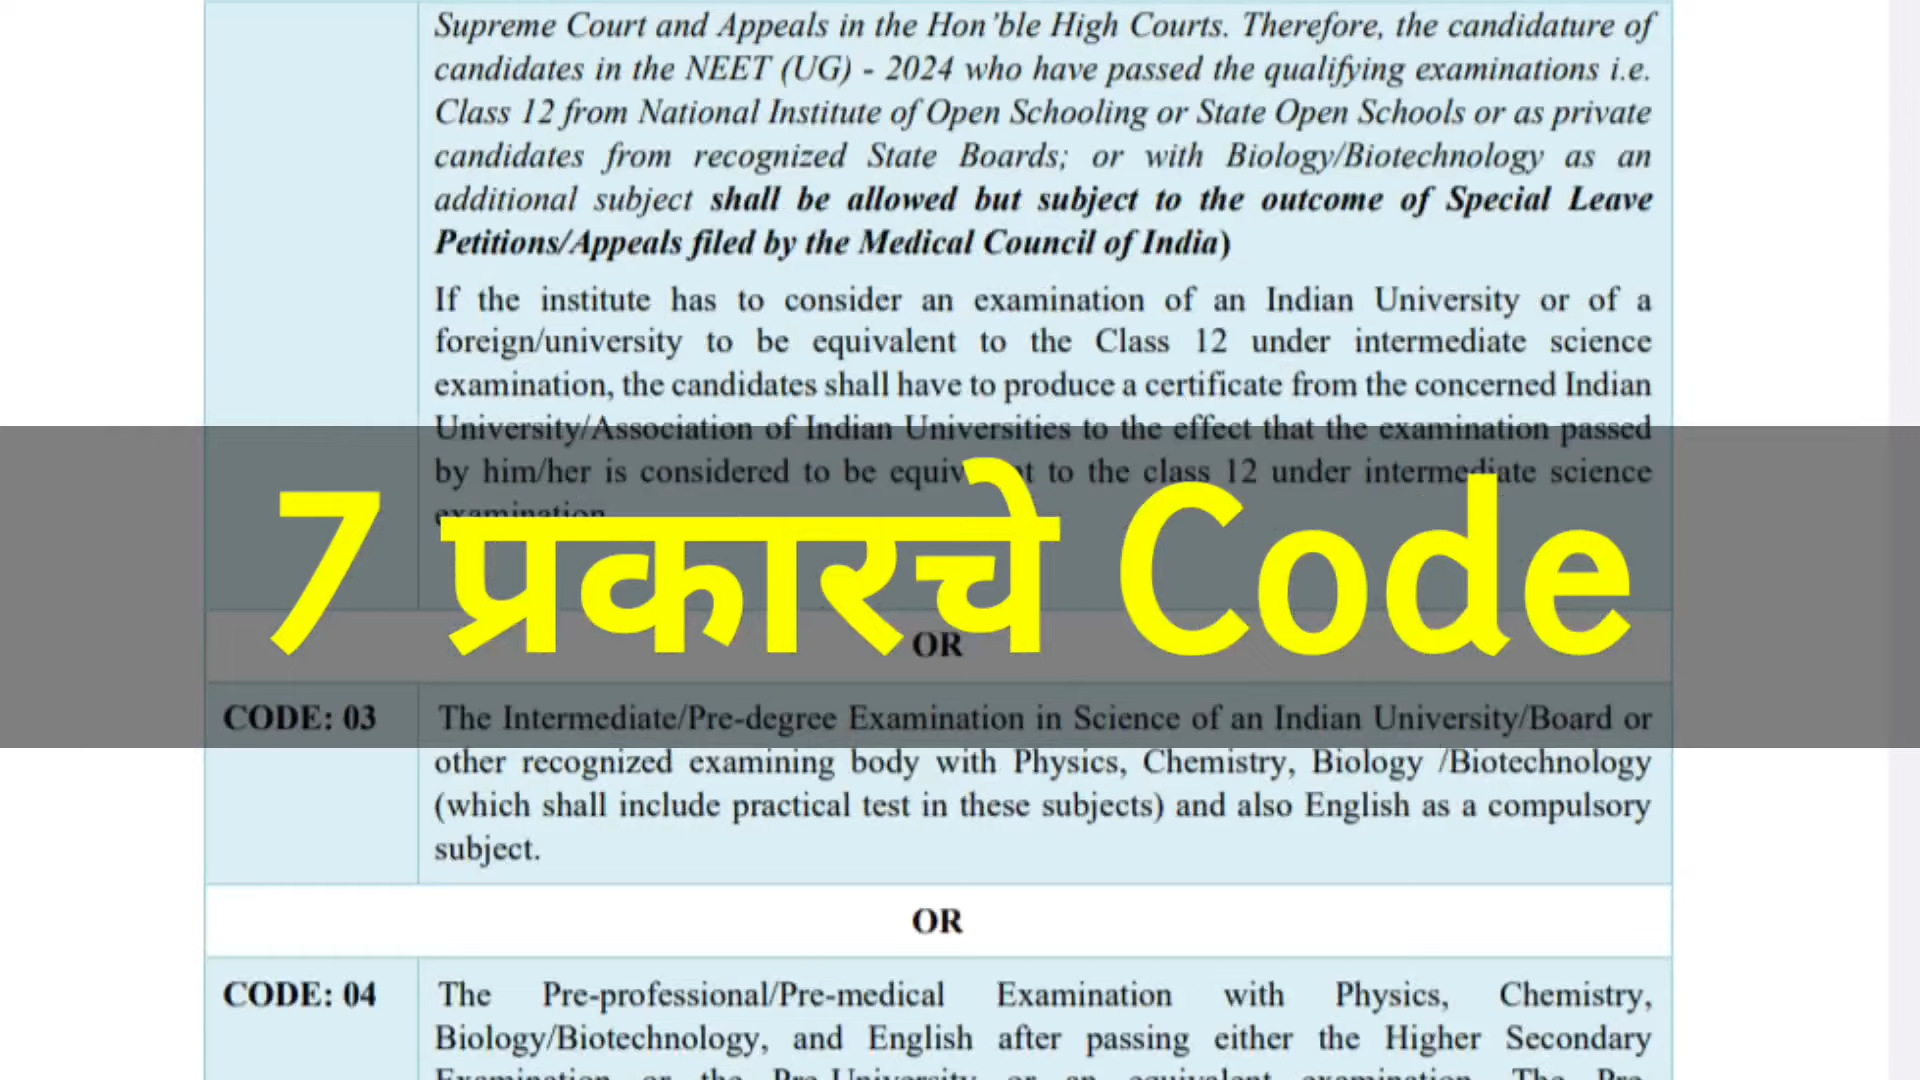 Supreme Court and Appeals in the Hon'ble High Courts. Therefore, the candidature of
candidates in the NEET (UG) - 2024 who have passed the qualifying examinations i.e.
Class 12 from National Institute of Open Schooling or State Open Schools or as private
candidates from recognized State Boards; or with Biology/Biotechnology as an
additional subject shall be allowed but subject to the outcome of Special Leave
Petitions/Appeals filed by the Medical Council of India)
If the institute has to consider an examination of an Indian University or of a
foreign/university to be equivalent to the Class 12 under intermediate science
examination, the candidates shall have to produce a certificate from the concerned Indian
University/Association of Indian Universities to the effect that the examination passed
by him/her is considered to be to the class 12 under intermediate science
examination
7 प्रकारचे Code
OR
CODE: 03 The Intermediate/Pre-degree Examination in Science of an Indian University/Board or
other recognized examining body with Physics, Chemistry, Biology /Biotechnology
(which shall include practical test in these subjects) and also English as a compulsory
subject.
OR
CODE: 04 The Pre-professional/Pre-medical Examination with Physics, Chemistry,
Biology/Biotechnology, and English after passing either the Higher Secondary